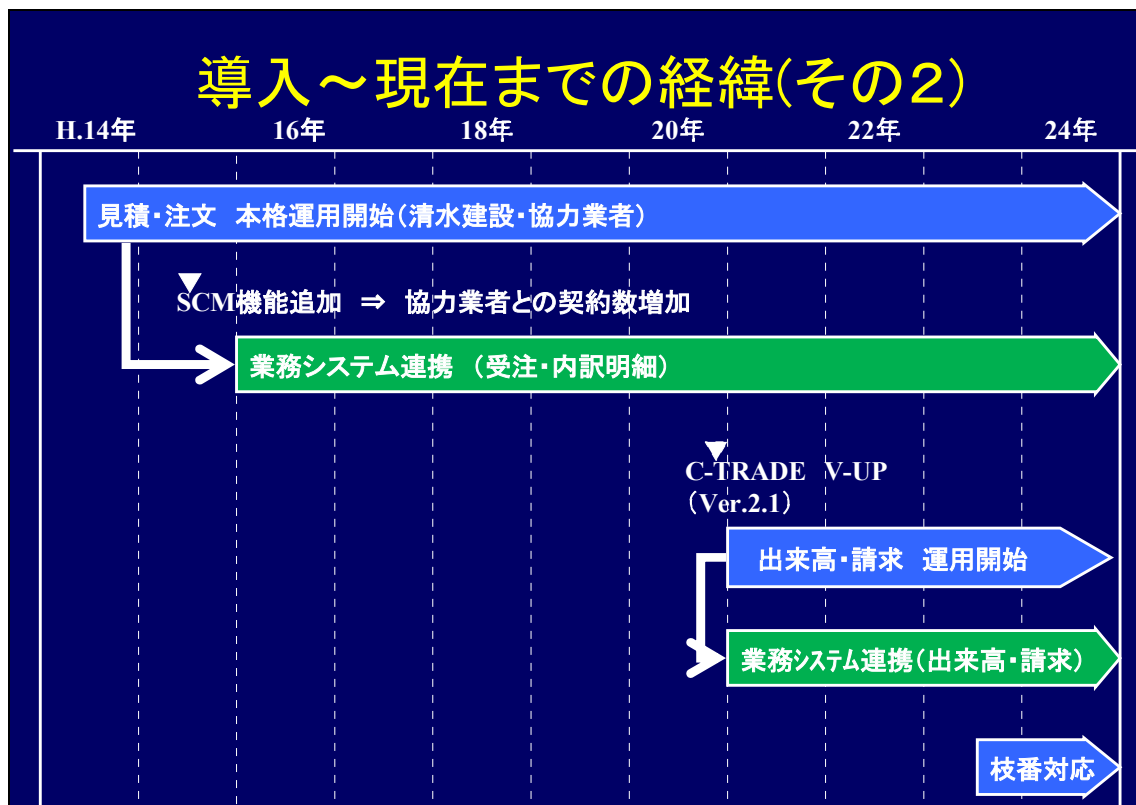 導入～現在までの経緯(その2)
H.14年 16年 18年 20年 22年 24年
見積・注文 本格運用開始（清水建設・協力業者）
SCM機能追加 ⇒ 協力業者との契約数増加
業務システム連携 （受注・内訳明細）
C-TRADE V-UP
（Ver.2.1）
出来高・請求 運用開始
業務ｼｽﾃﾑ連携（出来高・請求）
枝番対応